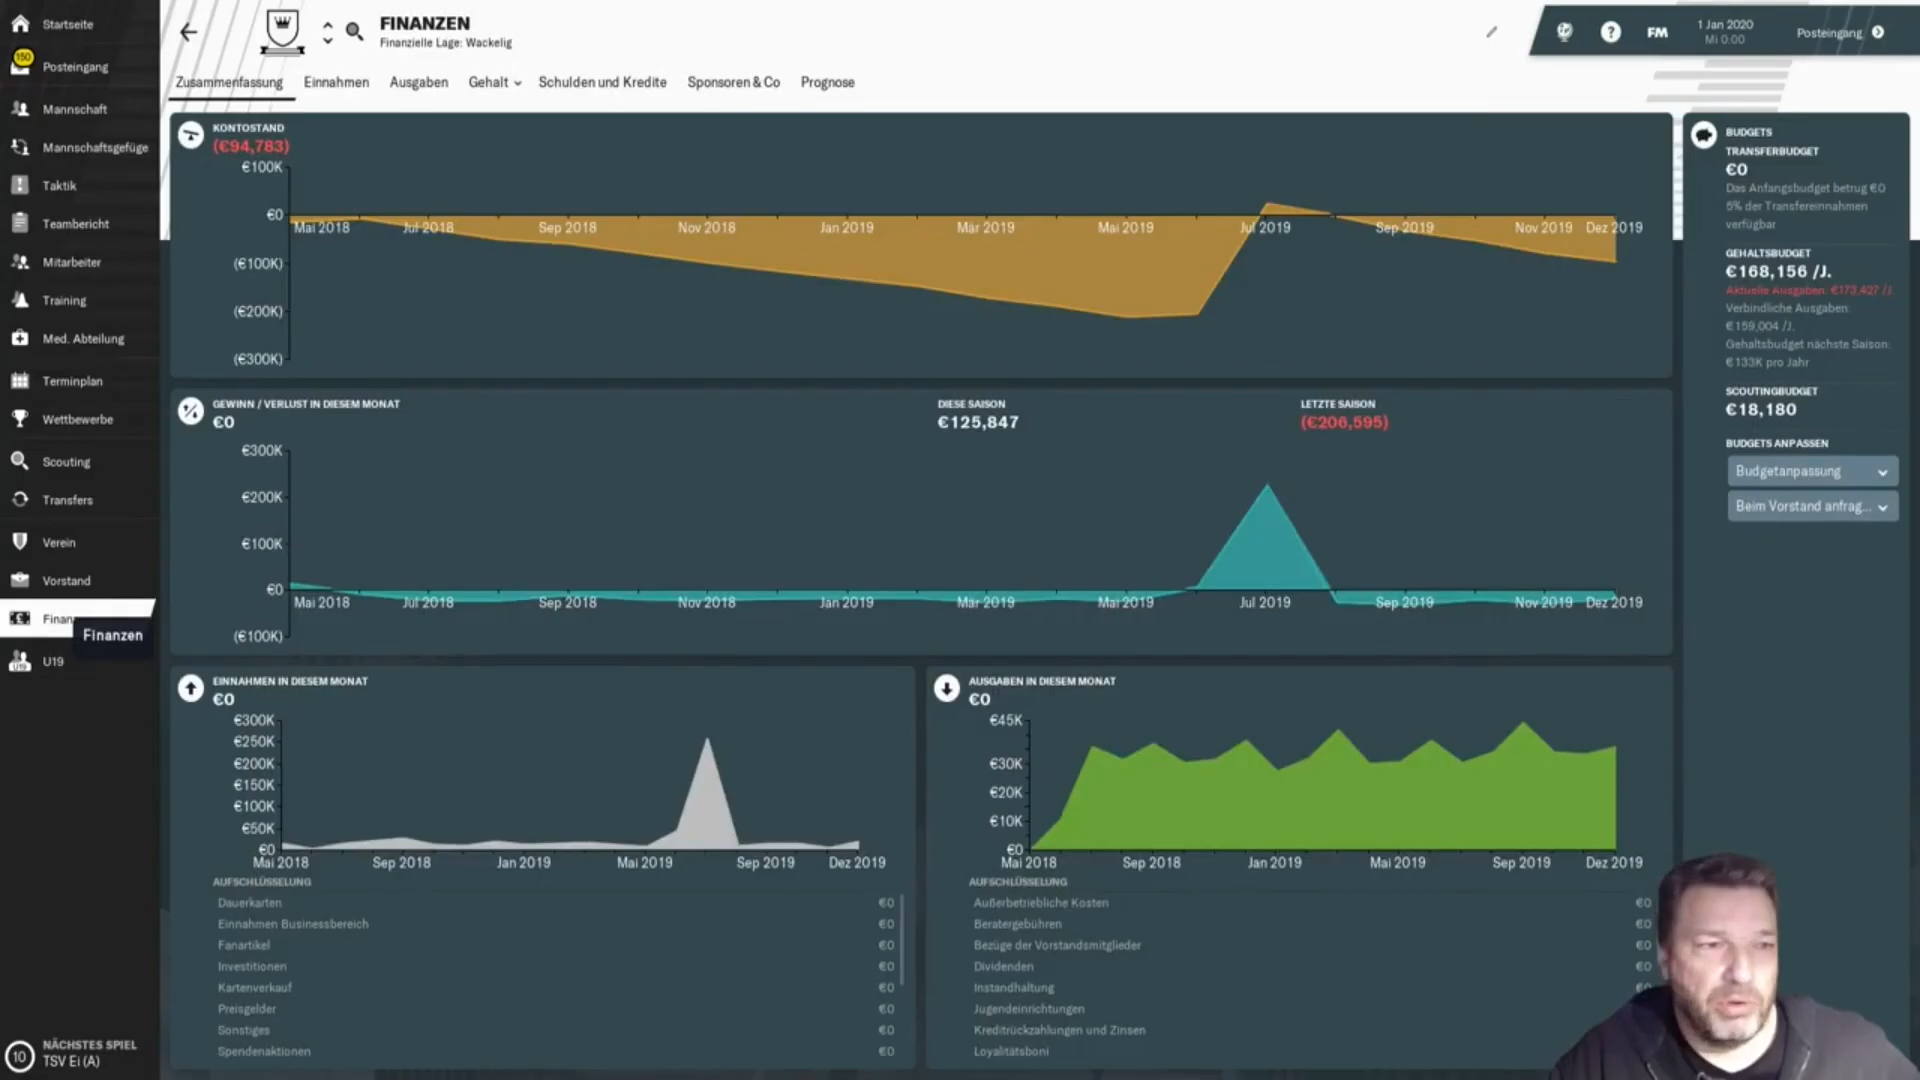 Startseite
150
Posteingang
Mannschaft
Mannschaftsgefüge
Taktik
Teambericht
Mitarbeiter
Training
Med. Abteilung
Terminplan
Wettbewerbe
Scouting
Transfers
Verein
Vorstand
Finanz
Finanzen
U19
10
NÄCHSTES SPIEL
TSV Ei (A)
FINANZEN
Finanzielle Lage: Wackelig
?
FM
1 Jan 2020
Mi 0:00
Posteingang
Zusammenfassung Einnahmen Ausgaben Gehalt Schulden und Kredite Sponsoren & Co Prognose
KONTOSTAND
(€94,783)
€100K
€0
(€100K)
(€200K)
(€300K)
Mai 2018 Jul 2018 Sep 2018 Nov 2018 Jan 2019 Mär 2019 Mai 2019 Jul 2019 Sep 2019 Nov 2019 Dez 2019
GEWINN / VERLUST IN DIESEM MONAT
€0
DIESE SAISON
€125,847
LETZTE SAISON
(€206,595)
€300K
€200K
€100K
€0
(€100K)
Mai 2018 Jul 2018 Sep 2018 Nov 2018 Jan 2019 Mär 2019 Mai 2019 Jul 2019 Sep 2019 Nov 2019 Dez 2019
EINNAHMEN IN DIESEM MONAT
€0
€300K
€250K
€200K
€150K
€100K
€50K
€0
Mai 2018 Sep 2018 Jan 2019 Mai 2019 Sep 2019 Dez 2019
AUFSCHLÜSSELUNG
Dauerkarten €0
Einnahmen Businessbereich €0
Fanartikel €0
Investitionen €0
Kartenverkauf €0
Preisgelder €0
Sonstiges €0
Spendenaktionen €0
AUSGABEN IN DIESEM MONAT
€0
€45K
€30K
€20K
€10K
€0
Mai 2018 Sep 2018 Jan 2019 Mai 2019 Sep 2019 Dez 2019
AUFSCHLÜSSELUNG
Außerbetriebliche Kosten €0
Beratergebühren €0
Bezüge der Vorstandsmitglieder €0
Dividenden €0
Instandhaltung €0
Jugendeinrichtungen
Kreditrückzahlungen und Zinsen
Loyalitätsboni
BUDGETS
TRANSFERBUDGET
€0
Das Anfangsbudget betrug €0
5% der Transfereinnahmen
verfügbar
GEHALTSBUDGET
€168,156 /J.
Aktuelle Ausgaben: €173,427 /J.
Verbindliche Ausgaben:
€159,004 /J.
Gehaltsbudget nächste Saison:
€133K pro Jahr
SCOUTINGBUDGET
€18,180
BUDGETS ANPASSEN
Budgetanpassung
Beim Vorstand anfrag...